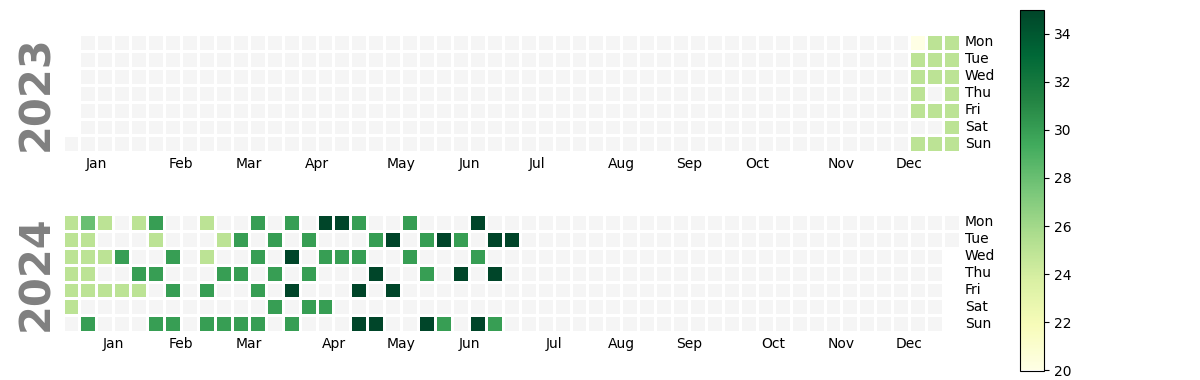 2023
Mon
Tue
Wed
Thu
Fri
Sat
Sun
Jan Feb Mar Apr May Jun Jul Aug Sep Oct Nov Dec
2024
Mon
Tue
Wed
Thu
Fri
Sat
Sun
Jan Feb Mar Apr May Jun Jul Aug Sep Oct Nov Dec
34
32
30
28
26
24
22
20